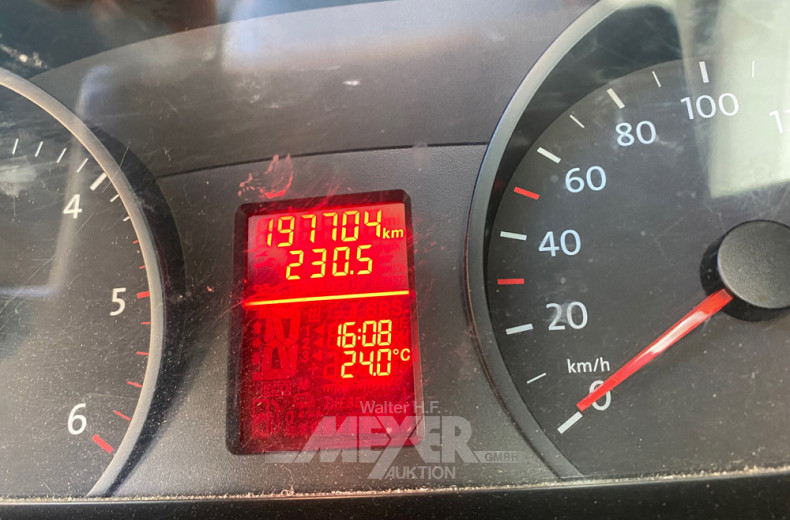 4
5
6
197704 km
230.5
16:08
24.0°C
100
80
60
40
20
km/h
0
Walter H.F.
MEYER
GMBH
AUKTION